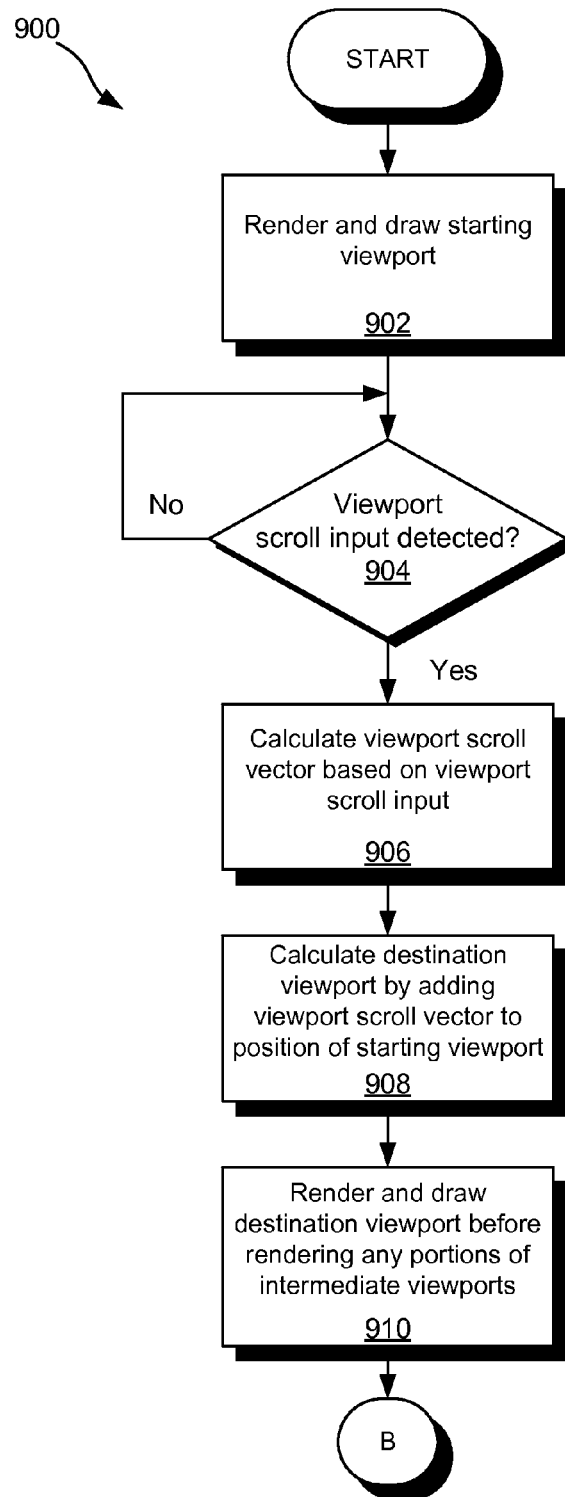 900
START
Render and draw starting
viewport
902
No
Viewport
scroll input detected?
904
Yes
Calculate viewport scroll
vector based on viewport
scroll input
906
Calculate destination
viewport by adding
viewport scroll vector to
position of starting viewport
908
Render and draw
destination viewport before
rendering any portions of
intermediate viewports
910
B